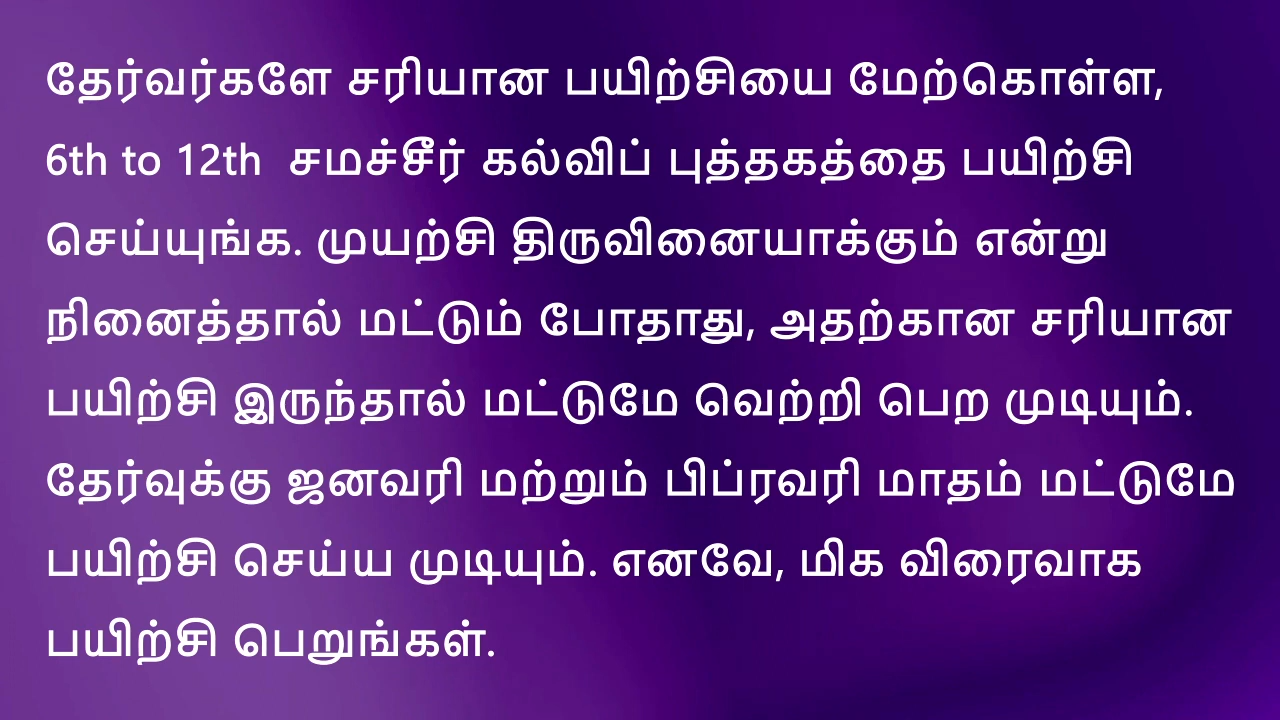 தேர்வர்களே சரியான பயிற்சியை மேற்கொள்ள,
6th to 12th சமச்சீர் கல்விப் புத்தகத்தை பயிற்சி
செய்யுங்க. முயற்சி திருவினையாக்கும் என்று
நினைத்தால் மட்டும் போதாது, அதற்கான சரியான
பயிற்சி இருந்தால் மட்டுமே வெற்றி பெற முடியும்.
தேர்வுக்கு ஜனவரி மற்றும் பிப்ரவரி மாதம் மட்டுமே
பயிற்சி செய்ய முடியும். எனவே, மிக விரைவாக
பயிற்சி பெறுங்கள்.